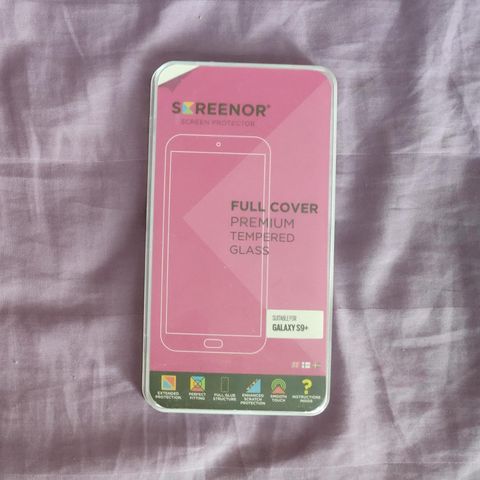 SCREENOR®
SCREEN PROTECTOR
FULL COVER
PREMIUM
TEMPERED
GLASS
SUITABLE FOR
GALAXY S9+
EXTENDED
PROTECTION
PERFECT
FITTING
FULL GLUE
STRUCTURE
ENHANCED
SCRATCH
PROTECTION
SMOOTH
TOUCH
?
INSTRUCTIONS
INSIDE